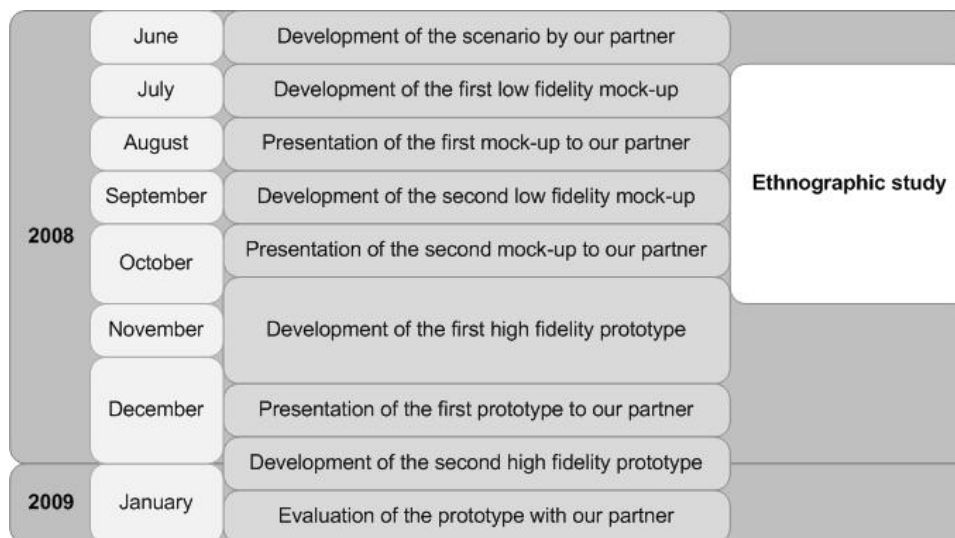 June
Development of the scenario by our partner
July
Development of the first low fidelity mock-up
August
Presentation of the first mock-up to our partner
Ethnographic study
September
Development of the second low fidelity mock-up
2008
October
Presentation of the second mock-up to our partner
November
Development of the first high fidelity prototype
December
Presentation of the first prototype to our partner
Development of the second high fidelity prototype
2009
January
Evaluation of the prototype with our partner